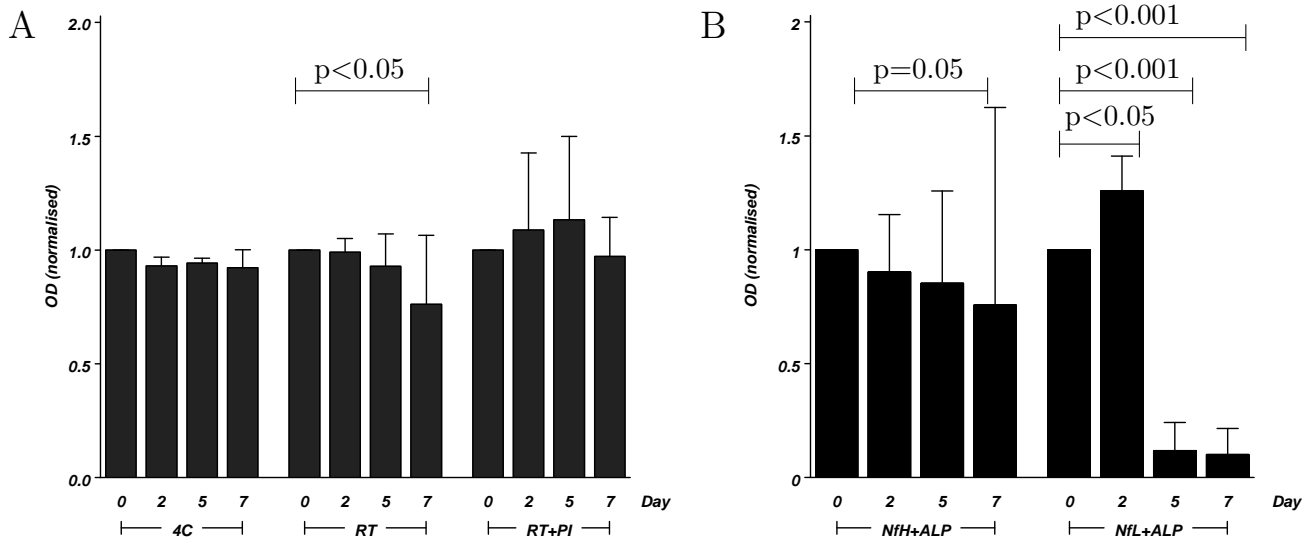 A
2.0
p<0.05
1.5
OD (normalised)
1.0
0.5
0.0
0 2 5 7 0 2 5 7 0 2 5 7 Day
4C RT RT+PI
B
p<0.001
2
p=0.05
p<0.001
p<0.05
1.5
OD (normalised)
1
0.5
0
0 2 5 7 0 2 5 7 Day
NfH+ALP NfL+ALP